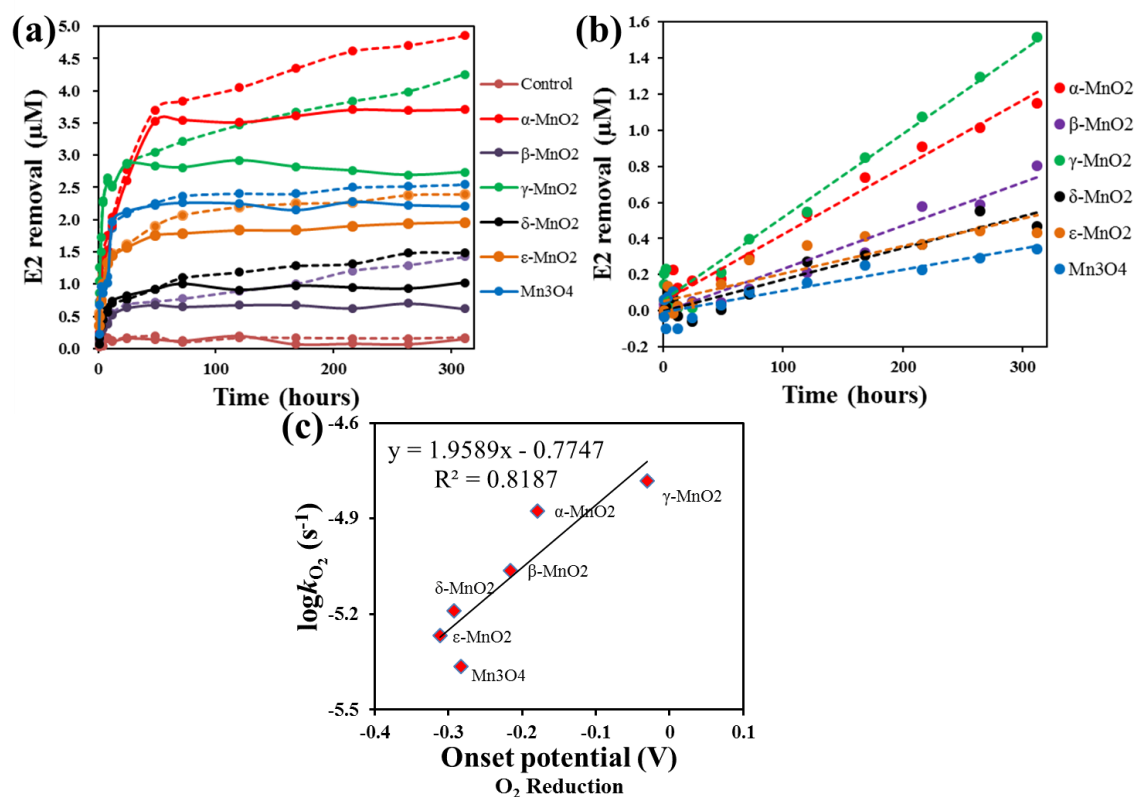 (a)
E2 removal (µM)
5.0
4.5
4.0
3.5
3.0
2.5
2.0
1.5
1.0
0.5
0.0
0
100
200
300
Time (hours)
Control
α-MnO2
β-MnO2
γ-MnO2
δ-MnO2
ε-MnO2
Mn3O4
(b)
E2 removal (µM)
1.6
1.4
1.2
1.0
0.8
0.6
0.4
0.2
0.0
-0.2
0
100
200
300
Time (hours)
α-MnO2
β-MnO2
γ-MnO2
δ-MnO2
ε-MnO2
Mn3O4
(c)
logkO₂ (s⁻¹)
-4.6
-4.9
-5.2
-5.5
y = 1.9589x - 0.7747
R² = 0.8187
γ-MnO2
α-MnO2
β-MnO2
δ-MnO2
ε-MnO2
Mn3O4
-0.4
-0.3
-0.2
-0.1
0
0.1
Onset potential (V)
O₂ Reduction